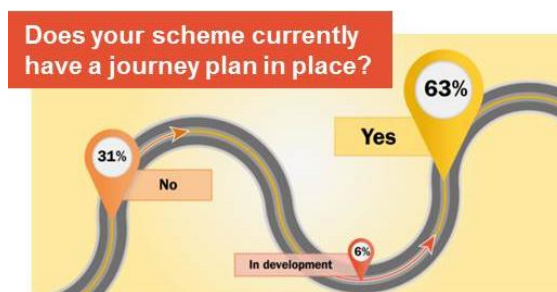 Does your scheme currently
have a journey plan in place?
63%
Yes
31%
No
6%
In development